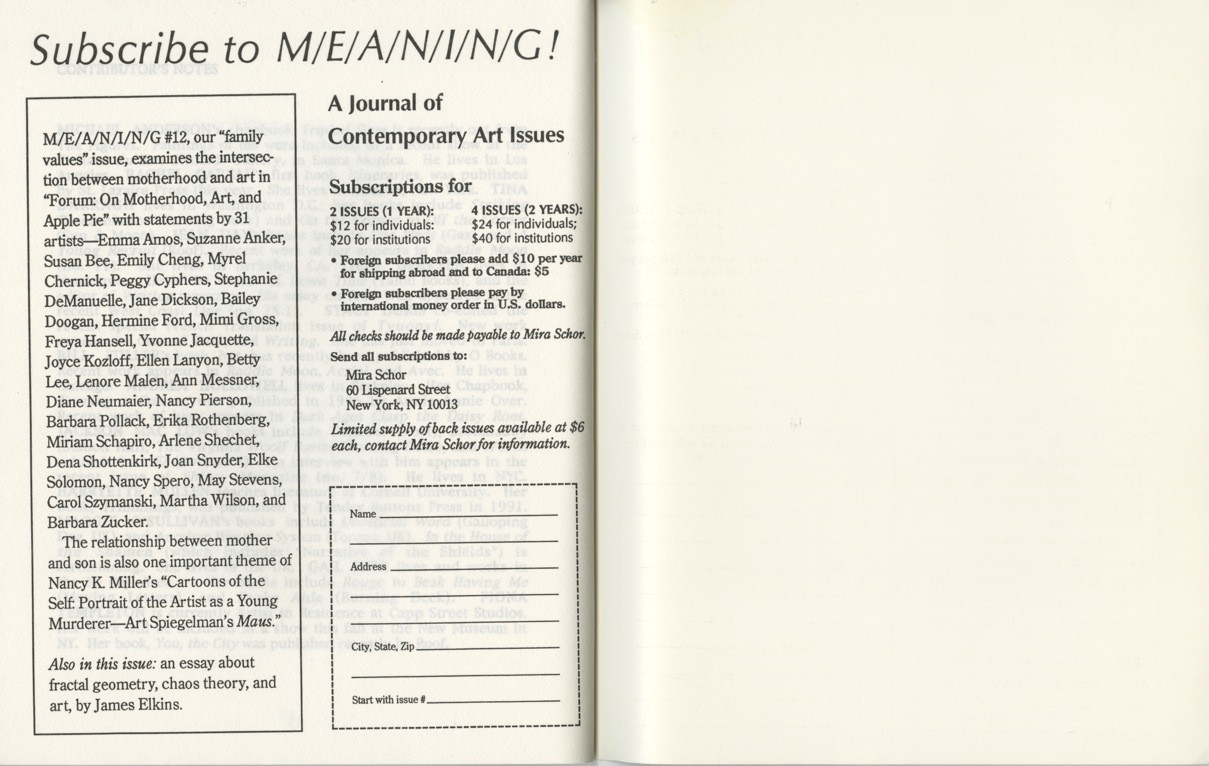 Subscribe to M/E/A/N/I/N/G!
M/E/A/N/I/N/G #12, our “family
values” issue, examines the intersec-
tion between motherhood and art in
“Forum: On Motherhood, Art, and
Apple Pie” with statements by 31
artists—Emma Amos, Suzanne Anker,
Susan Bee, Emily Cheng, Myrel
Chernick, Peggy Cyphers, Stephanie
DeManuelle, Jane Dickson, Bailey
Doogan, Hermine Ford, Mimi Gross,
Freya Hansell, Yvonne Jacquette,
Joyce Kozloff, Ellen Lanyon, Betty
Lee, Lenore Malen, Ann Messner,
Diane Neumaier, Nancy Pierson,
Barbara Pollack, Erika Rothenberg,
Miriam Schapiro, Arlene Shechet,
Dena Shottenkirk, Joan Snyder, Elke
Solomon, Nancy Spero, May Stevens,
Carol Szymanski, Martha Wilson, and
Barbara Zucker.
The relationship between mother
and son is also one important theme of
Nancy K. Miller’s “Cartoons of the
Self: Portrait of the Artist as a Young
Murderer—Art Spiegelman’s Maus.”
Also in this issue: an essay about
fractal geometry, chaos theory, and
art, by James Elkins.
A Journal of
Contemporary Art Issues
Subscriptions for
2 ISSUES (1 YEAR):
$12 for individuals:
$20 for institutions
4 ISSUES (2 YEARS):
$24 for individuals;
$40 for institutions
• Foreign subscribers please add $10 per year
for shipping abroad and to Canada: $5
• Foreign subscribers please pay by
international money order in U.S. dollars.
All checks should be made payable to Mira Schor.
Send all subscriptions to:
Mira Schor
60 Lispenard Street
New York, NY 10013
Limited supply of back issues available at $6
each, contact Mira Schor for information.
Name
Address
City, State, Zip
Start with issue #